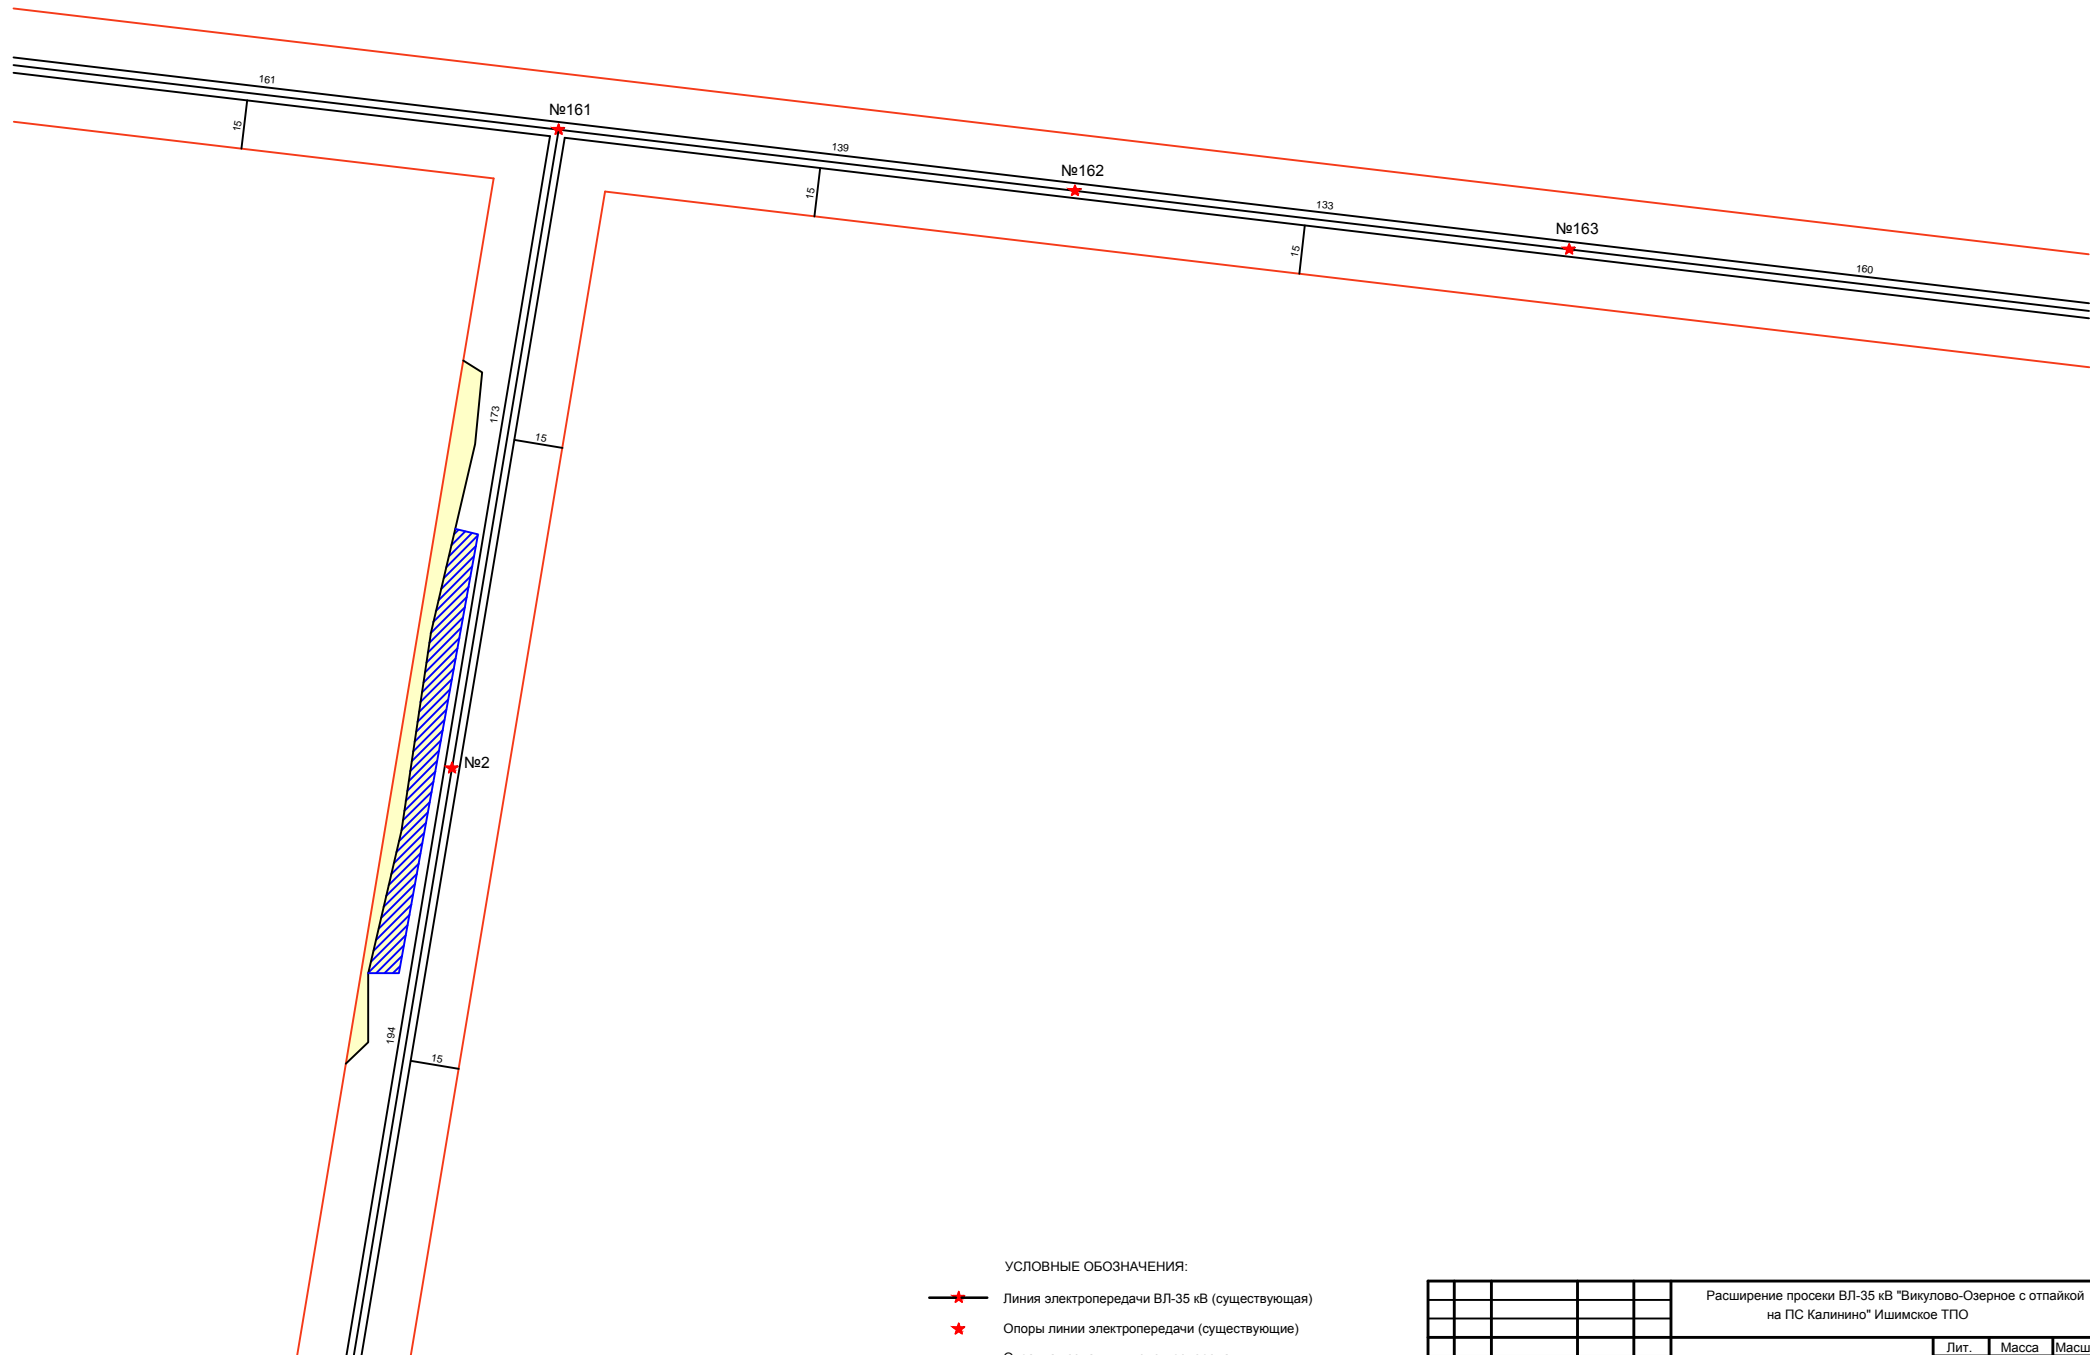 161
№161
15
139
№162
15
133
№163
15
160
173
15
№2
194
15
УСЛОВНЫЕ ОБОЗНАЧЕНИЯ:
Линия электропередачи ВЛ-35 кВ (существующая)
Опоры линии электропередачи (существующие)
Расширение просеки ВЛ-35 кВ "Викулово-Озерное с отпайкой
на ПС Калинино" Ишимское ТПО
Лит. Масса Масш